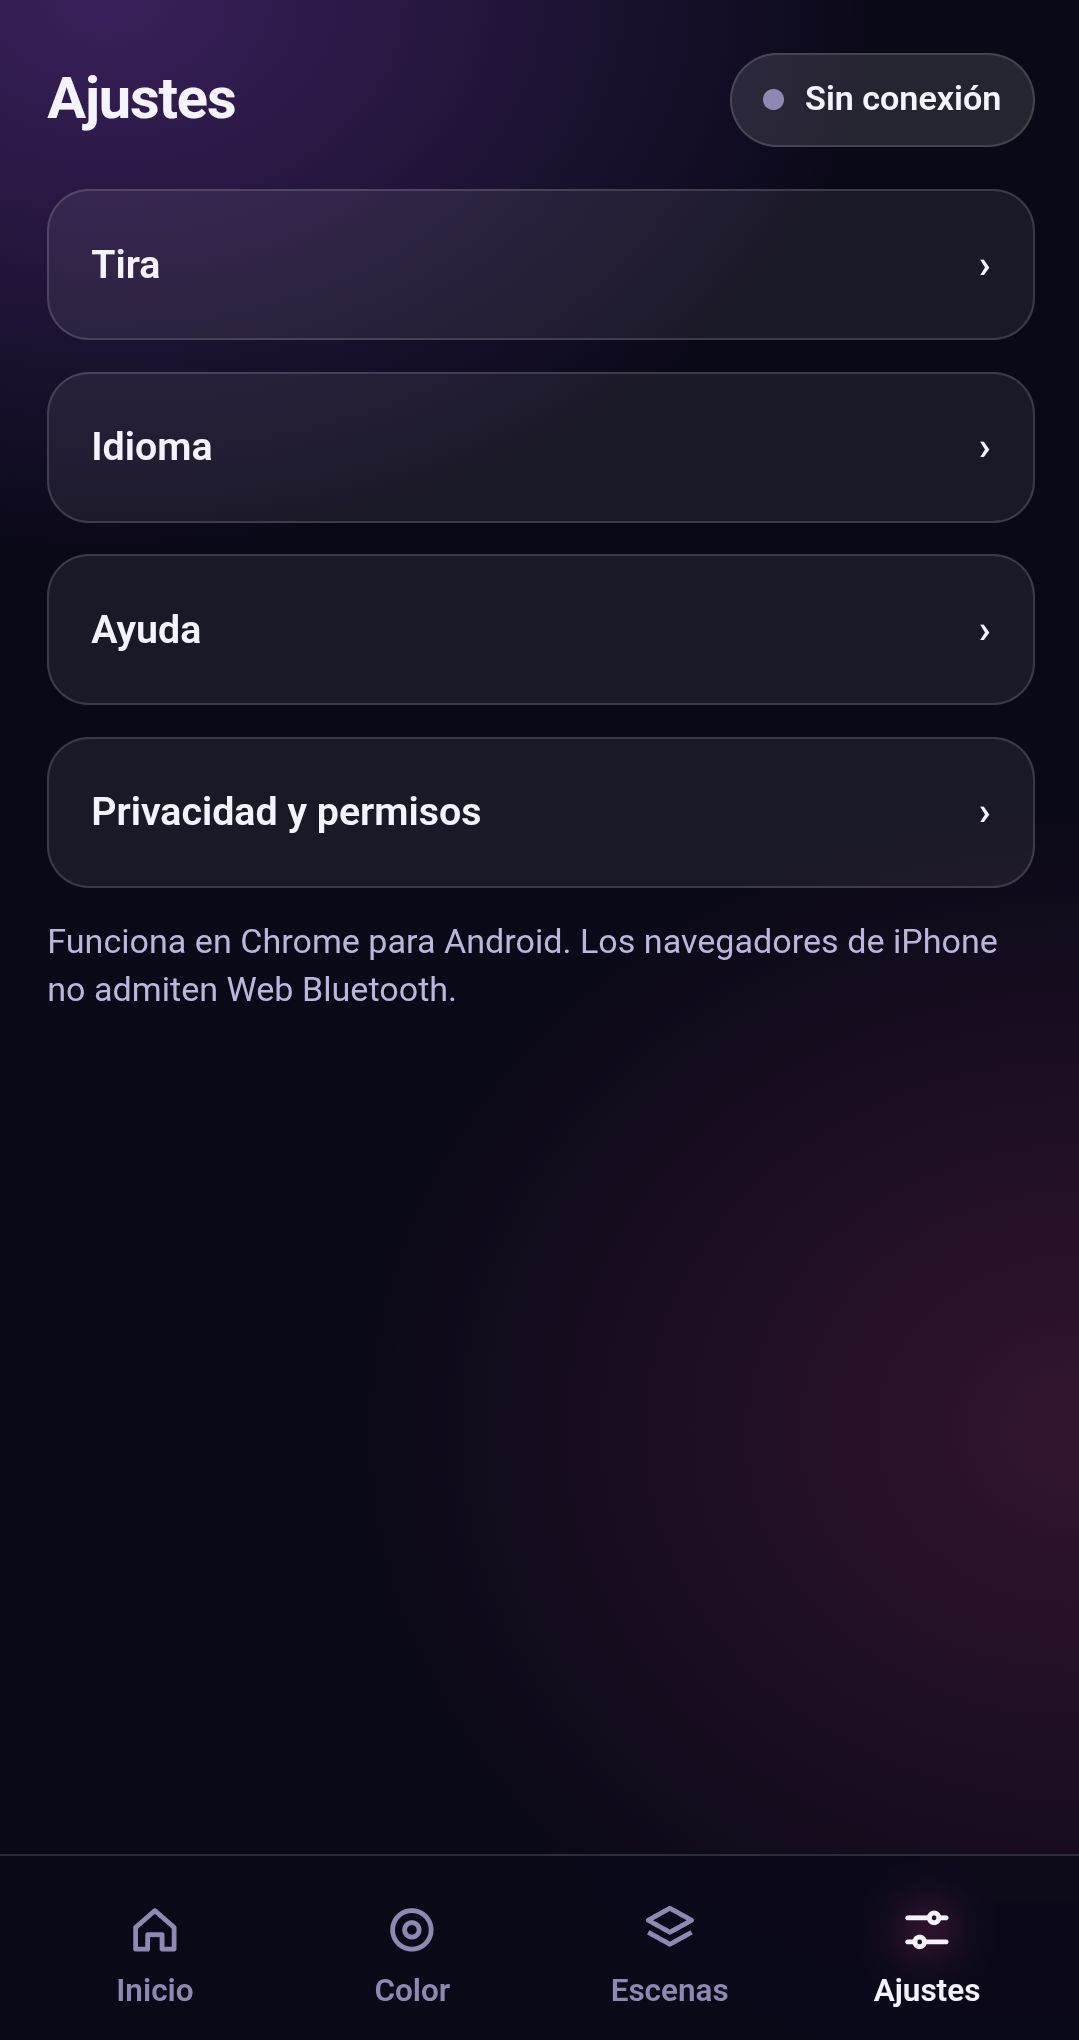 Ajustes
Sin conexión
Tira ›
Idioma ›
Ayuda ›
Privacidad y permisos ›
Funciona en Chrome para Android. Los navegadores de iPhone
no admiten Web Bluetooth.
Inicio
Color
Escenas
Ajustes